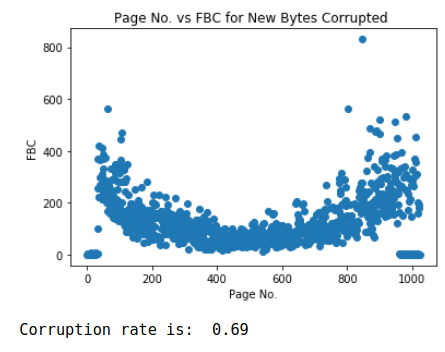 Page No. vs FBC for New Bytes Corrupted
800
600
400
200
0
FBC
0 200 400 600 800 1000
Page No.
Corruption rate is: 0.69